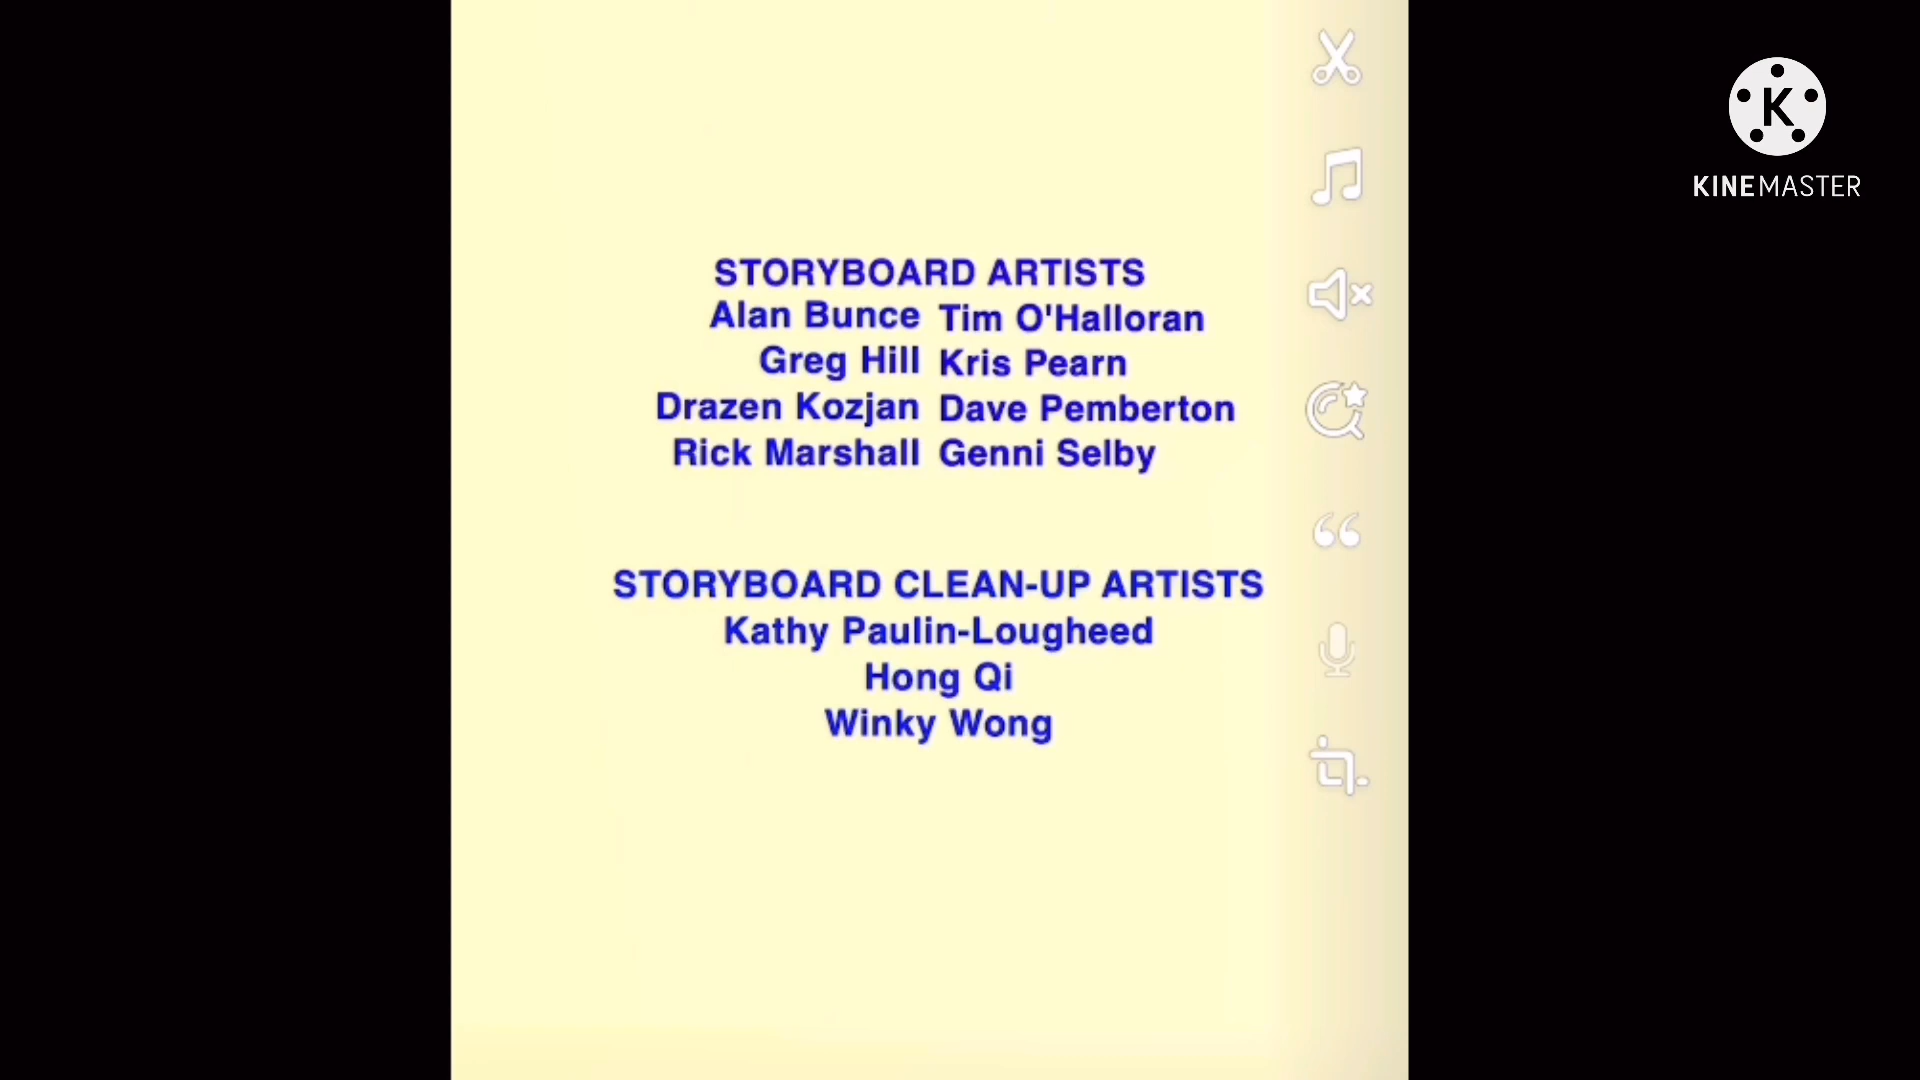 STORYBOARD ARTISTS
Alan Bunce Tim O'Halloran
Greg Hill Kris Pearn
Drazen Kozjan Dave Pemberton
Rick Marshall Genni Selby
STORYBOARD CLEAN-UP ARTISTS
Kathy Paulin-Lougheed
Hong Qi
Winky Wong
K
KINEMASTER